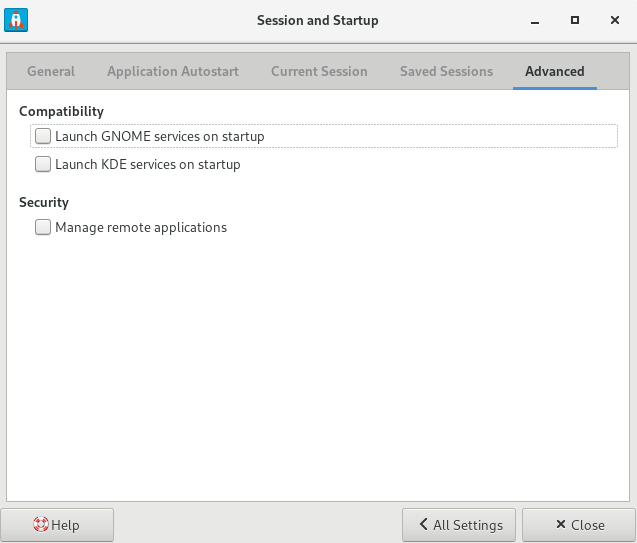 Session and Startup
General Application Autostart Current Session Saved Sessions Advanced
Compatibility
Launch GNOME services on startup
Launch KDE services on startup
Security
Manage remote applications
Help All Settings Close